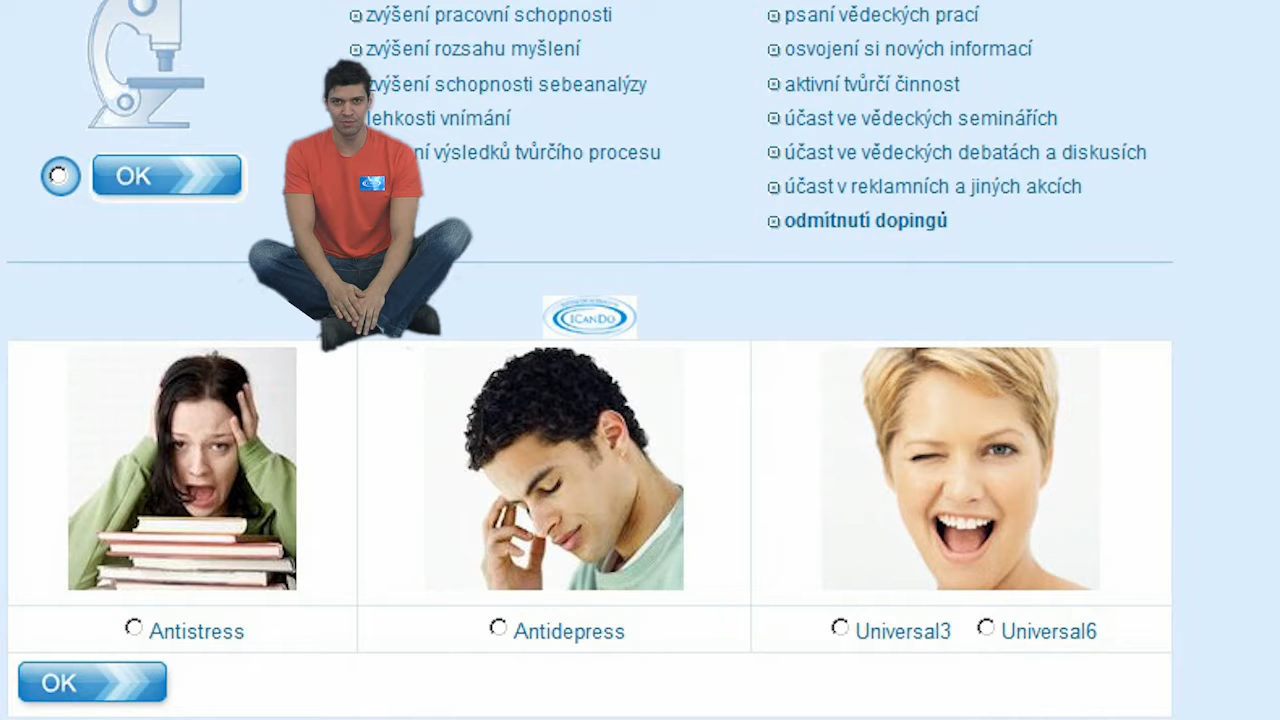 zvýšení pracovní schopnosti
zvýšení rozsahu myšlení
zvýšení schopnosti sebeanalýzy
lehkosti vnímání
výsledků tvůrčího procesu
psaní vědeckých prací
osvojení si nových informací
aktivní tvůrčí činnost
účast ve vědeckých seminářích
účast ve vědeckých debatách a diskusích
účast v reklamních a jiných akcích
odmítnutí dopingů
OK
ICANDO
Antistress
Antidepress
Universal3
Universal6
OK